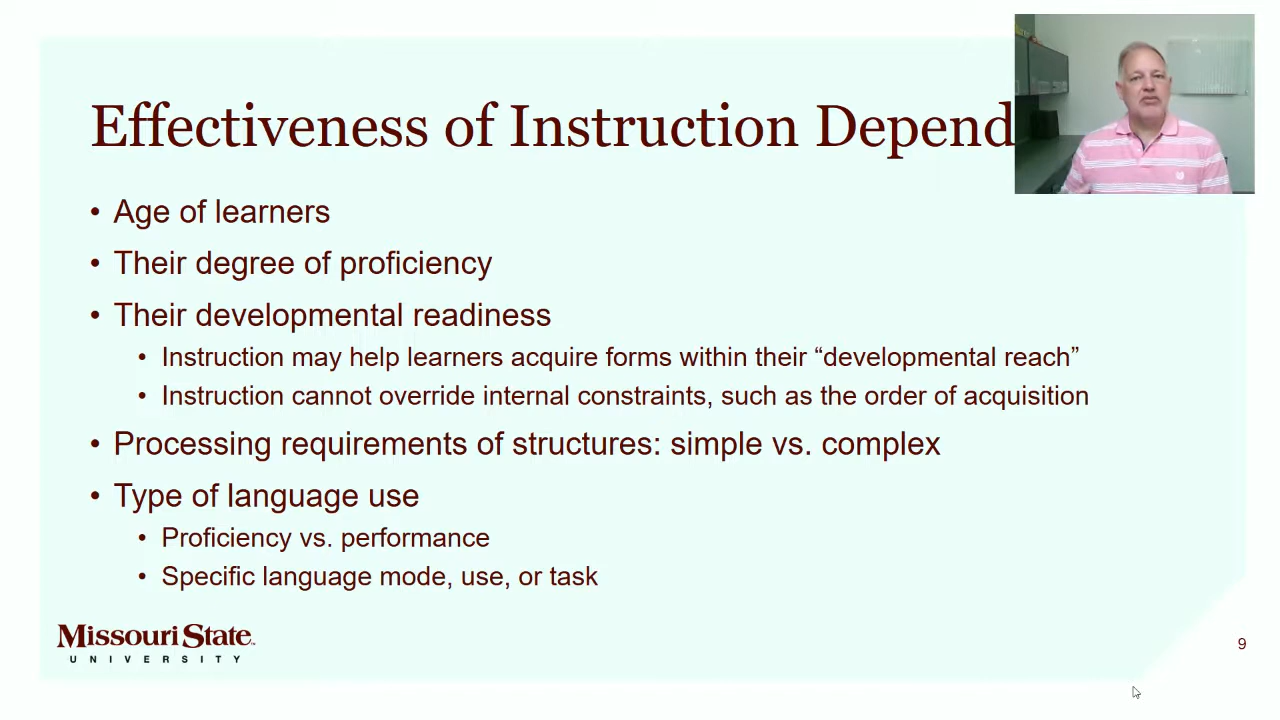 Effectiveness of Instruction Depend
• Age of learners
• Their degree of proficiency
• Their developmental readiness
• Instruction may help learners acquire forms within their “developmental reach”
• Instruction cannot override internal constraints, such as the order of acquisition
• Processing requirements of structures: simple vs. complex
• Type of language use
• Proficiency vs. performance
• Specific language mode, use, or task
Missouri State
UNIVERSITY
9